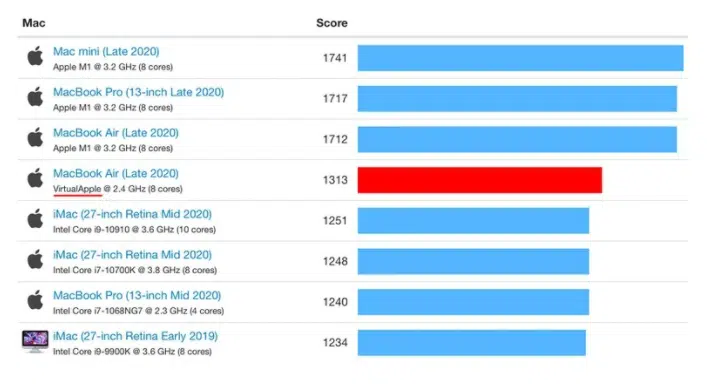 Mac Score
Mac mini (Late 2020)
Apple M1 @ 3.2 GHz (8 cores)
1741
MacBook Pro (13-inch Late 2020)
Apple M1 @ 3.2 GHz (8 cores)
1717
MacBook Air (Late 2020)
Apple M1 @ 3.2 GHz (8 cores)
1712
MacBook Air (Late 2020)
VirtualApple @ 2.4 GHz (8 cores)
1313
iMac (27-inch Retina Mid 2020)
Intel Core i9-10910 @ 3.6 GHz (10 cores)
1251
iMac (27-inch Retina Mid 2020)
Intel Core i7-10700K @ 3.8 GHz (8 cores)
1248
MacBook Pro (13-inch Mid 2020)
Intel Core i7-1068NG7 @ 2.3 GHz (4 cores)
1240
iMac (27-inch Retina Early 2019)
Intel Core i9-9900K @ 3.6 GHz (8 cores)
1234